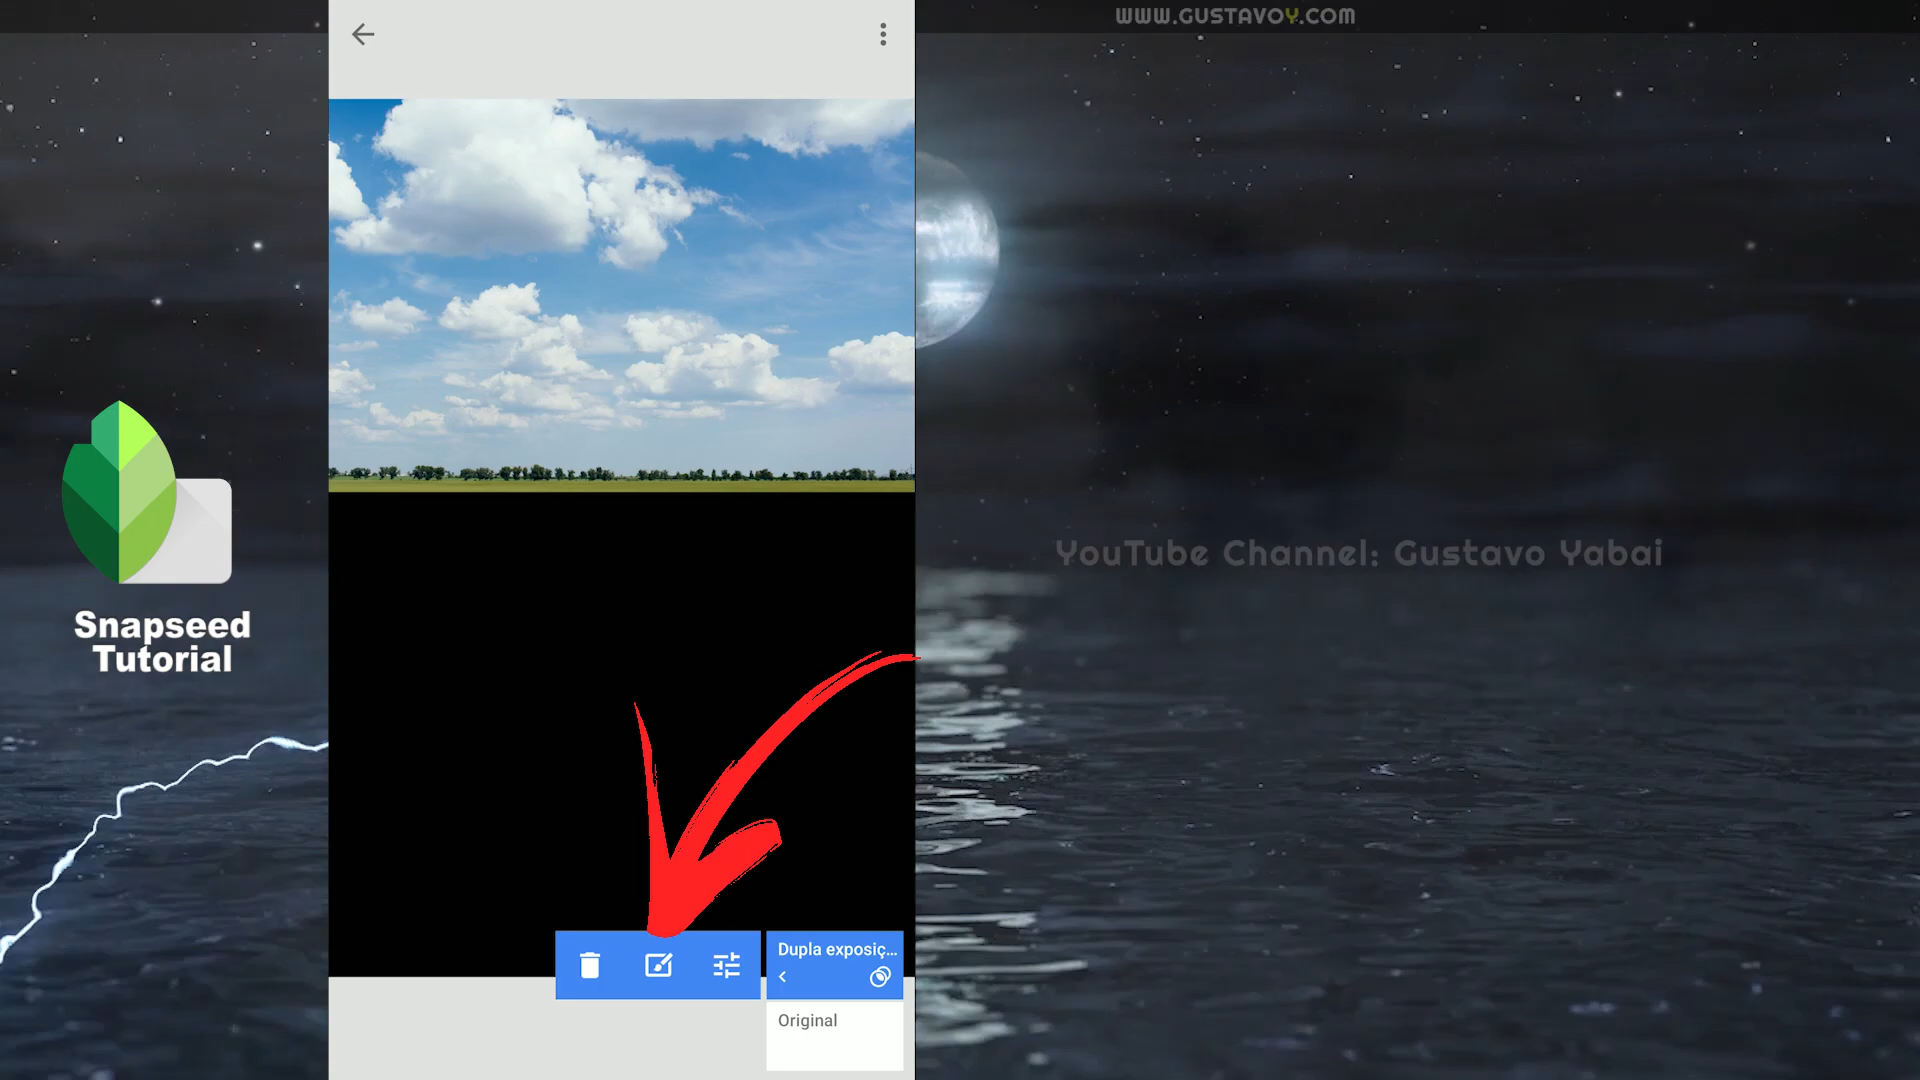 WWW.GUSTAVOY.COM
YouTube Channel: Gustavo Yabai
Snapseed
Tutorial
Dupla exposiç...
Original